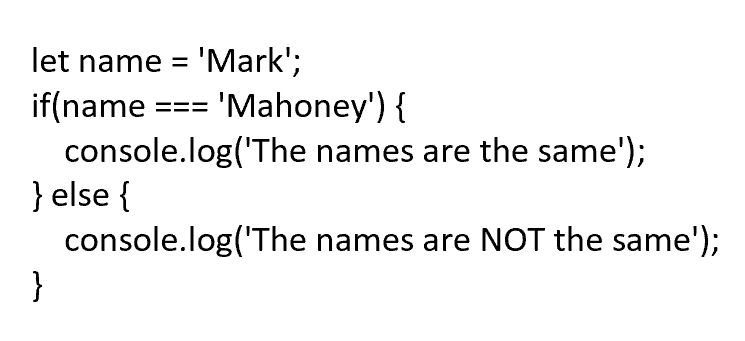 let name = 'Mark';
if(name === 'Mahoney') {
    console.log('The names are the same');
} else {
    console.log('The names are NOT the same');
}